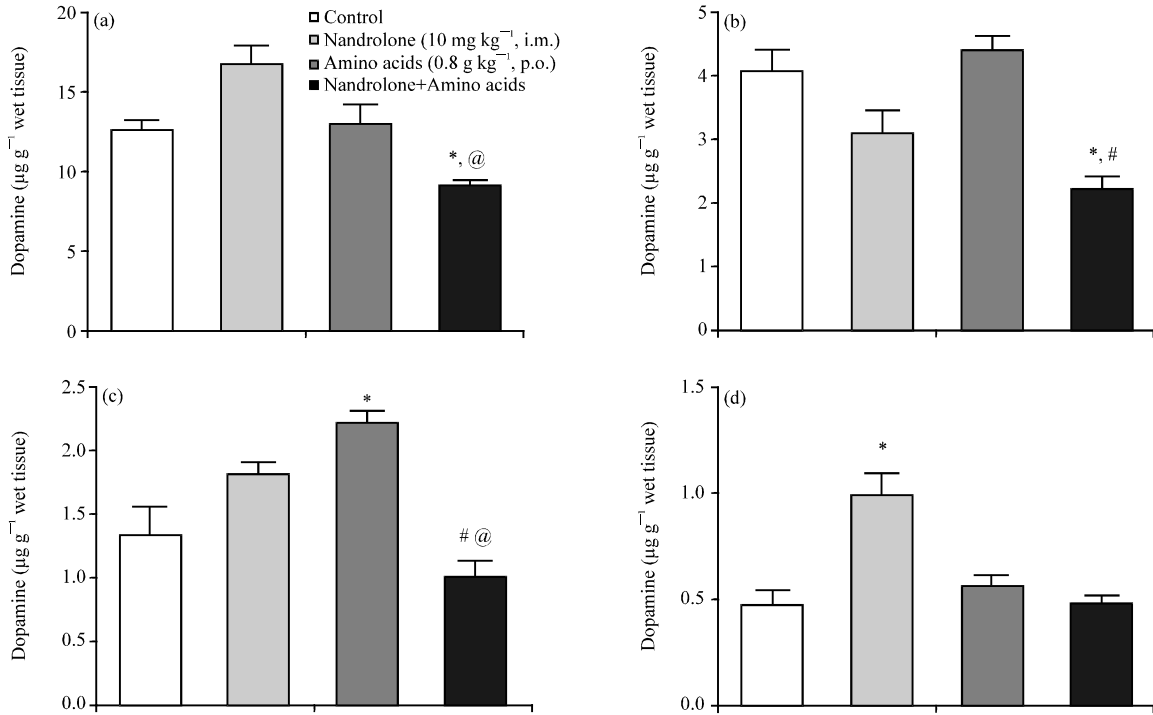 (a)
Control
Nandrolone (10 mg kg⁻¹, i.m.)
Amino acids (0.8 g kg⁻¹, p.o.)
Nandrolone+Amino acids
Dopamine (µg g⁻¹ wet tissue)
20
15
10
5
0
*, @
(b)
Dopamine (µg g⁻¹ wet tissue)
5
4
3
2
1
0
*, #
(c)
Dopamine (µg g⁻¹ wet tissue)
2.5
2.0
1.5
1.0
0.5
0.0
*
# @
(d)
Dopamine (µg g⁻¹ wet tissue)
1.5
1.0
0.5
0.0
*